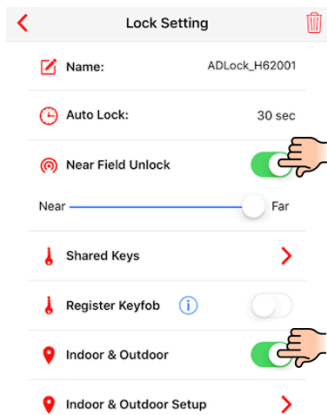 Lock Setting
Name: ADLock_H62001
Auto Lock: 30 sec
Near Field Unlock
Near Far
Shared Keys
Register Keyfob i
Indoor & Outdoor
Indoor & Outdoor Setup